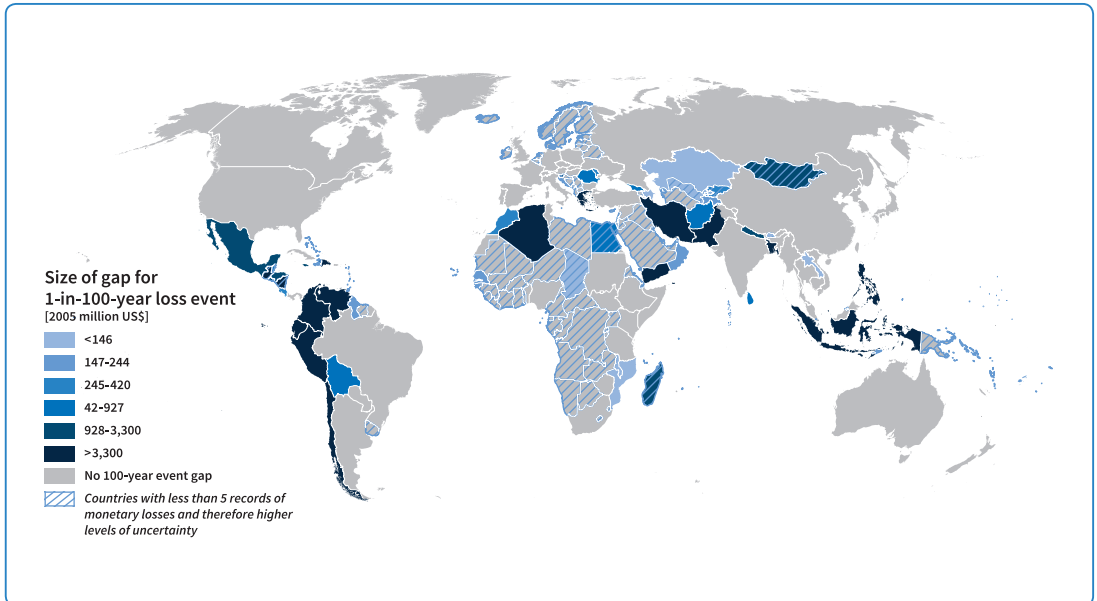 Size of gap for
1-in-100-year loss event
[2005 million US$]
<146
147-244
245-420
42-927
928-3,300
>3,300
No 100-year event gap
Countries with less than 5 records of
monetary losses and therefore higher
levels of uncertainty